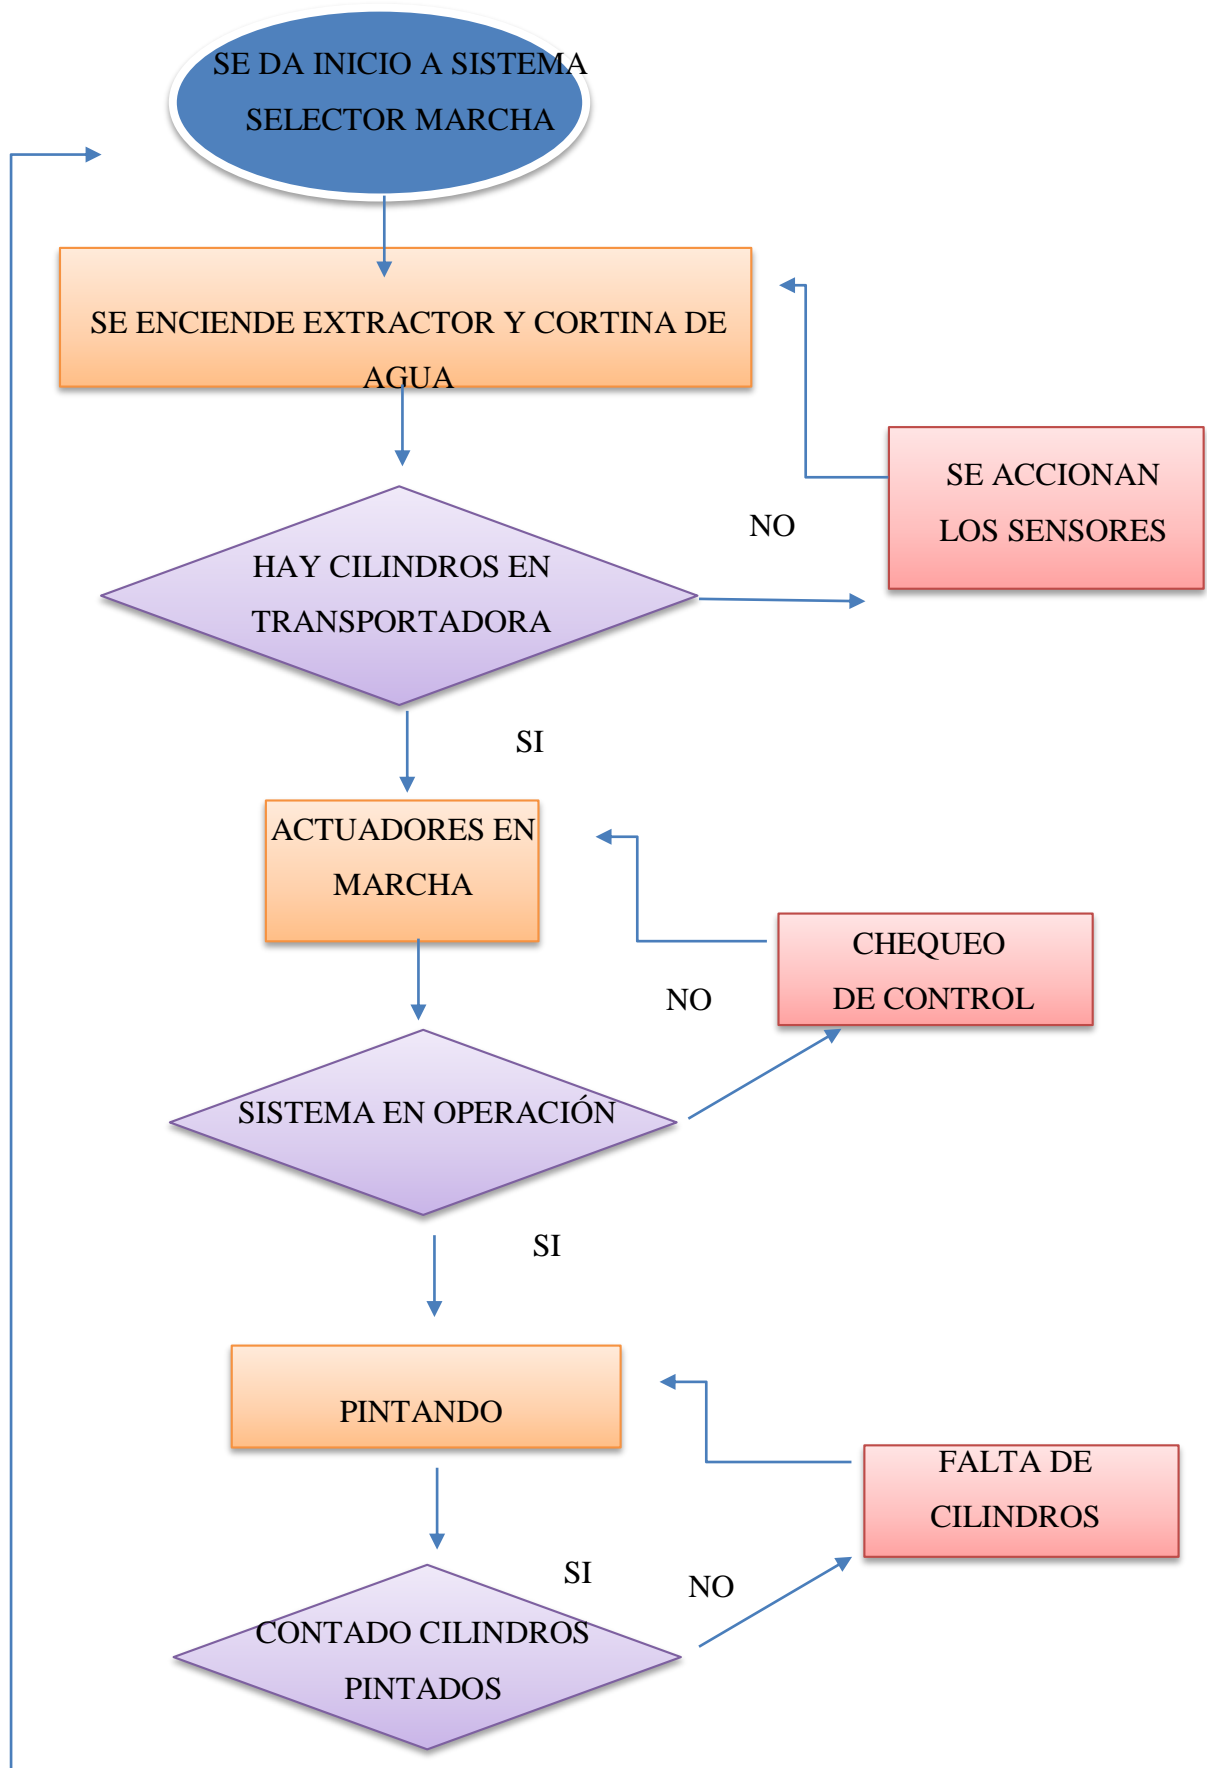 SE DA INICIO A SISTEMA
SELECTOR MARCHA
SE ENCIENDE EXTRACTOR Y CORTINA DE
AGUA
SE ACCIONAN
LOS SENSORES
NO
HAY CILINDROS EN
TRANSPORTADORA
SI
ACTUADORES EN
MARCHA
CHEQUEO
DE CONTROL
NO
SISTEMA EN OPERACIÓN
SI
PINTANDO
FALTA DE
CILINDROS
SI
NO
CONTADO CILINDROS
PINTADOS